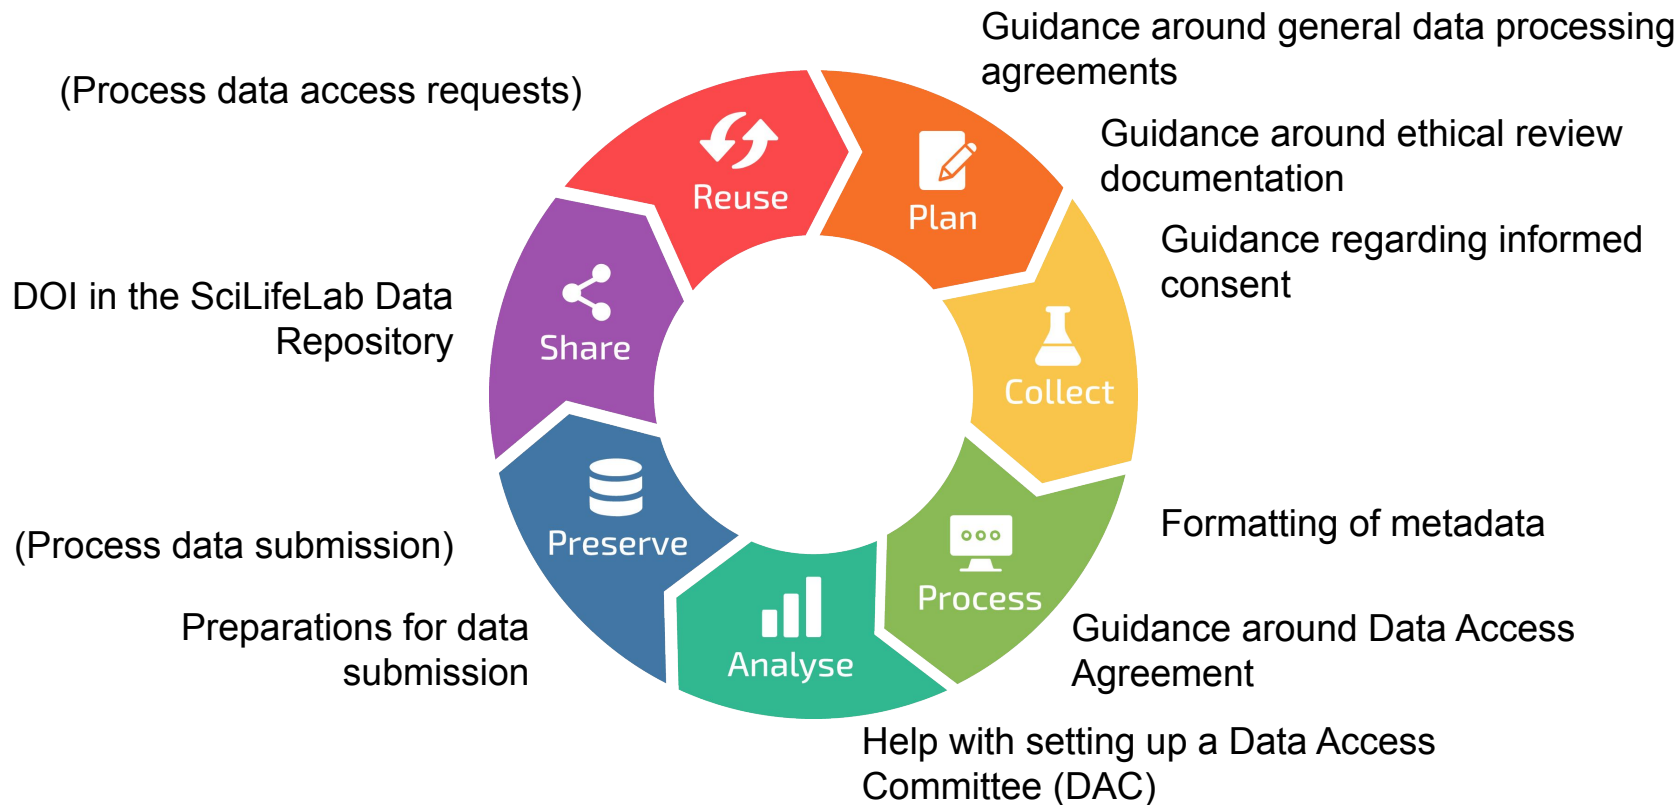 Guidance around general data processing
agreements
(Process data access requests)
Guidance around ethical review
documentation
Reuse
Plan
Guidance regarding informed
consent
DOI in the SciLifeLab Data
Repository
Share
Collect
(Process data submission)
Preserve
Formatting of metadata
Process
Preparations for data
submission
Analyse
Guidance around Data Access
Agreement
Help with setting up a Data Access
Committee (DAC)